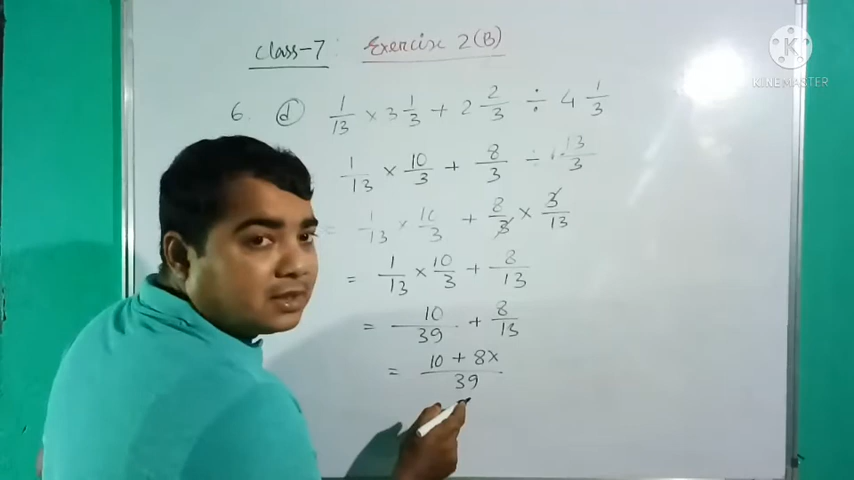 Class-7 : Exercise 2(B)
KINEMASTER
6. (d) 1/13 × 3 1/3 + 2 2/3 ÷ 4 1/3
1/13 × 10/3 + 8/3 ÷ 13/3
= 1/13 × 10/3 + 8/3 × 3/13
= 1/13 × 10/3 + 8/13
= 10/39 + 8/13
= 10 + 8×/39